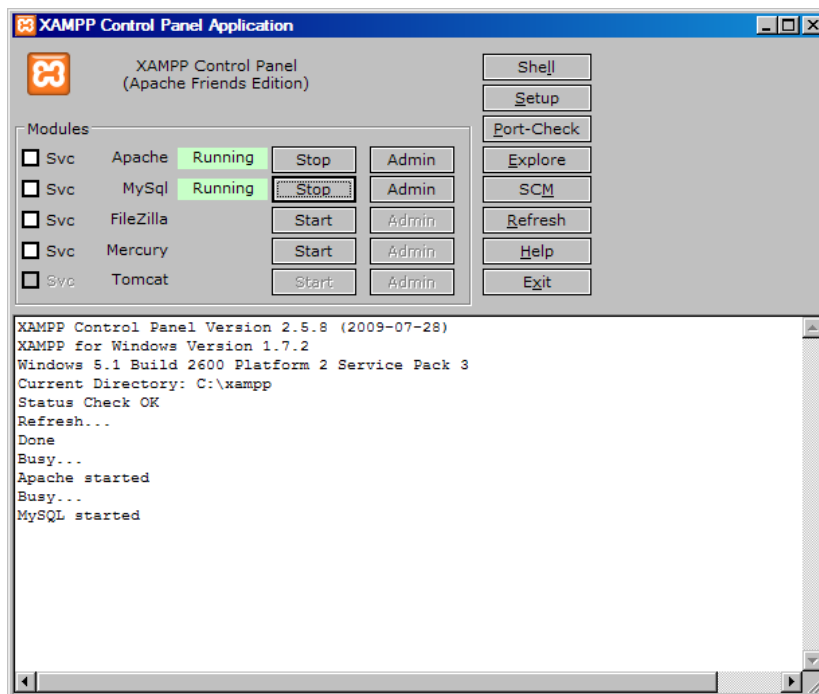 XAMPP Control Panel Application
XAMPP Control Panel
(Apache Friends Edition)
Shell
Setup
Port-Check
Explore
SCM
Refresh
Help
Exit
Modules
Svc Apache Running Stop Admin
Svc MySql Running Stop Admin
Svc FileZilla Start Admin
Svc Mercury Start Admin
Svc Tomcat Start Admin
XAMPP Control Panel Version 2.5.8 (2009-07-28)
XAMPP for Windows Version 1.7.2
Windows 5.1 Build 2600 Platform 2 Service Pack 3
Current Directory: C:\xampp
Status Check OK
Refresh...
Done
Busy...
Apache started
Busy...
MySQL started